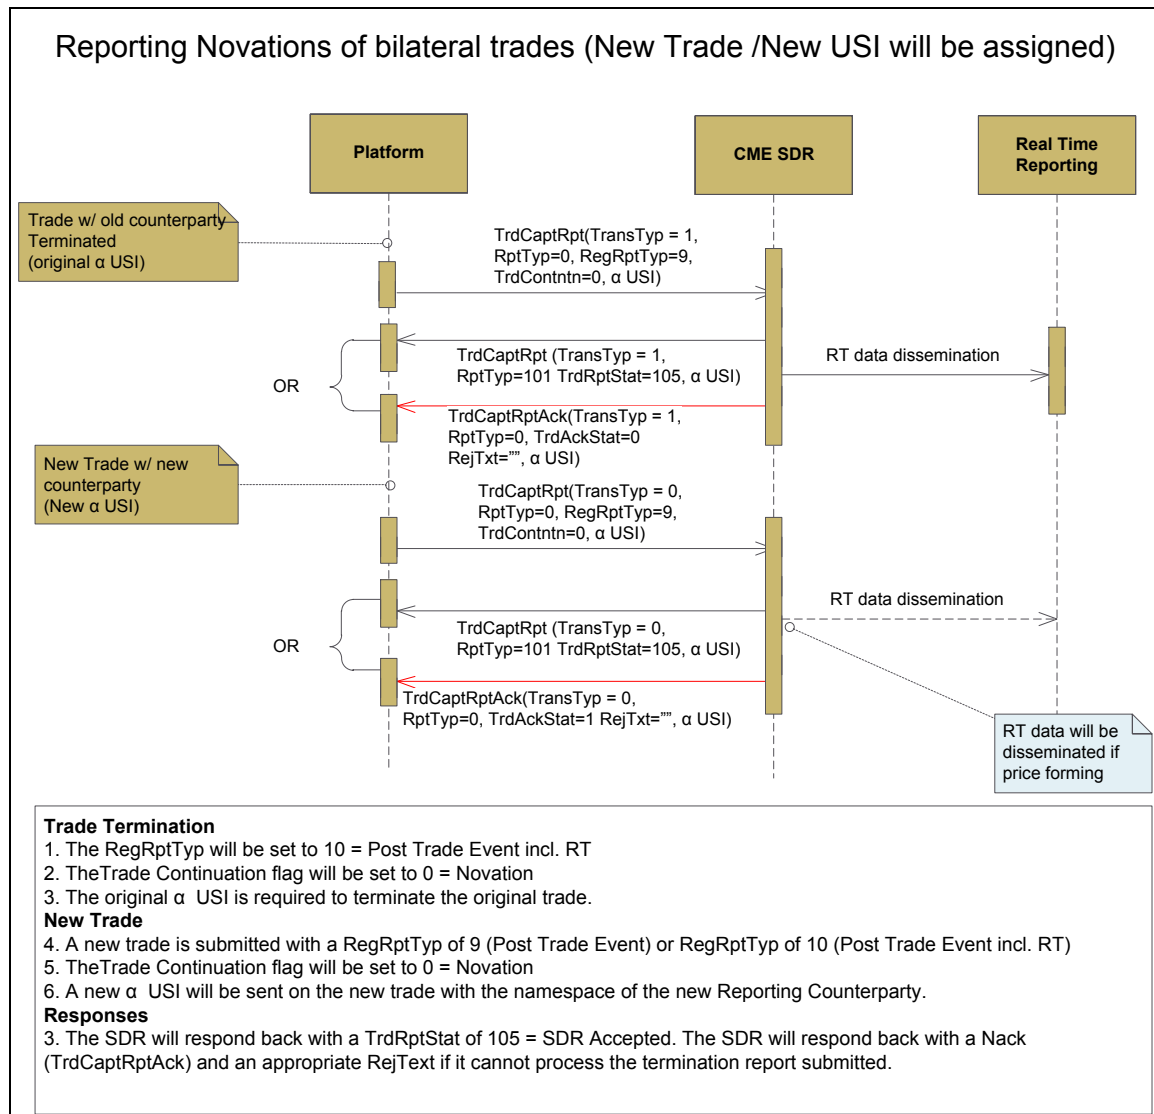 Reporting Novations of bilateral trades (New Trade /New USI will be assigned)
Platform
CME SDR
Real Time
Reporting
Trade w/ old counterparty
Terminated
(original α USI)
TrdCaptRpt(TransTyp = 1,
RptTyp=0, RegRptTyp=9,
TrdContntn=0, α USI)
TrdCaptRpt (TransTyp = 1,
RptTyp=101 TrdRptStat=105, α USI)
RT data dissemination
OR
TrdCaptRptAck(TransTyp = 1,
RptTyp=0, TrdAckStat=0
RejTxt="”, α USI)
New Trade w/ new
counterparty
(New α USI)
TrdCaptRpt(TransTyp = 0,
RptTyp=0, RegRptTyp=9,
TrdContntn=0, α USI)
RT data dissemination
TrdCaptRpt (TransTyp = 0,
RptTyp=101 TrdRptStat=105, α USI)
OR
TrdCaptRptAck(TransTyp = 0,
RptTyp=0, TrdAckStat=1 RejTxt="”, α USI)
RT data will be
disseminated if
price forming
Trade Termination
1. The RegRptTyp will be set to 10 = Post Trade Event incl. RT
2. TheTrade Continuation flag will be set to 0 = Novation
3. The original α  USI is required to terminate the original trade.
New Trade
4. A new trade is submitted with a RegRptTyp of 9 (Post Trade Event) or RegRptTyp of 10 (Post Trade Event incl. RT)
5. TheTrade Continuation flag will be set to 0 = Novation
6. A new α  USI will be sent on the new trade with the namespace of the new Reporting Counterparty.
Responses
3. The SDR will respond back with a TrdRptStat of 105 = SDR Accepted. The SDR will respond back with a Nack
(TrdCaptRptAck) and an appropriate RejText if it cannot process the termination report submitted.